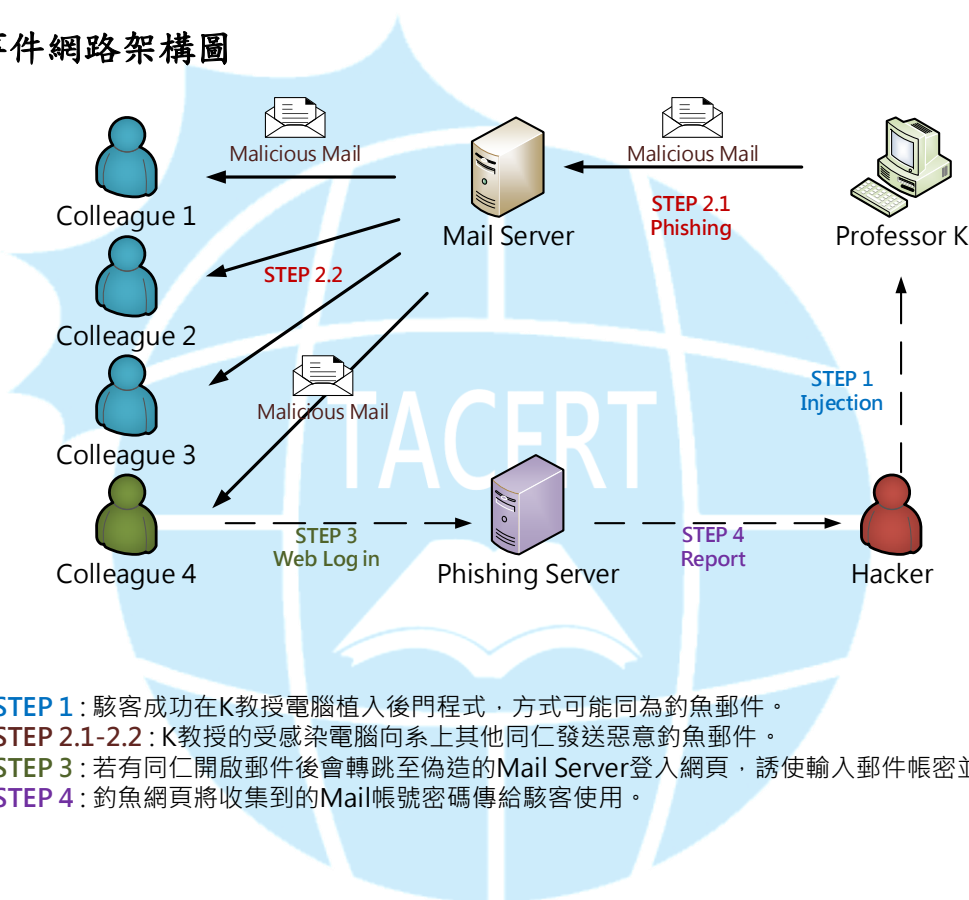 件網路架構圖
Malicious Mail
Malicious Mail
STEP 2.1
Phishing
Colleague 1
Mail Server
Professor K
STEP 2.2
Colleague 2
STEP 1
Injection
Malicious Mail
TACERT
Colleague 3
STEP 3
Web Log in
STEP 4
Report
Colleague 4
Phishing Server
Hacker
STEP 1 : 駭客成功在K教授電腦植入後門程式，方式可能同為釣魚郵件。
STEP 2.1-2.2 : K教授的受感染電腦向系上其他同仁發送惡意釣魚郵件。
STEP 3 : 若有同仁開啟郵件後會轉跳至偽造的Mail Server登入網頁，誘使輸入郵件帳密
STEP 4 : 釣魚網頁將收集到的Mail帳號密碼傳給駭客使用。